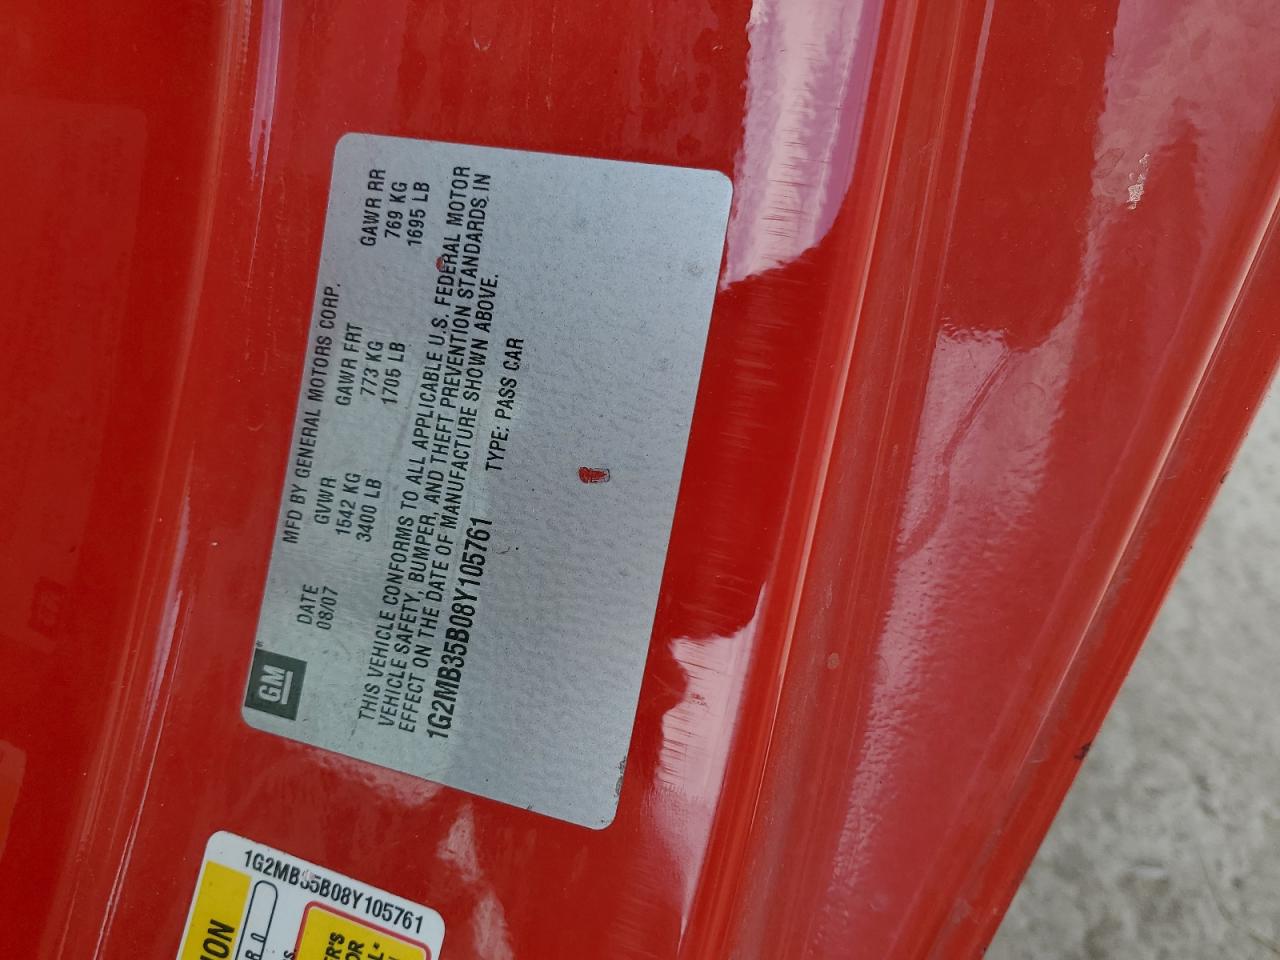 GM
MFD BY GENERAL MOTORS CORP.
DATE GVWR GAWR FRT GAWR RR
08/07 1542 KG 773 KG 769 KG
3400 LB 1705 LB 1695 LB
THIS VEHICLE CONFORMS TO ALL APPLICABLE U.S. FEDERAL MOTOR
VEHICLE SAFETY, BUMPER, AND THEFT PREVENTION STANDARDS IN
EFFECT ON THE DATE OF MANUFACTURE SHOWN ABOVE.
1G2MB35B08Y105761 TYPE: PASS CAR
1G2MB35B08Y105761